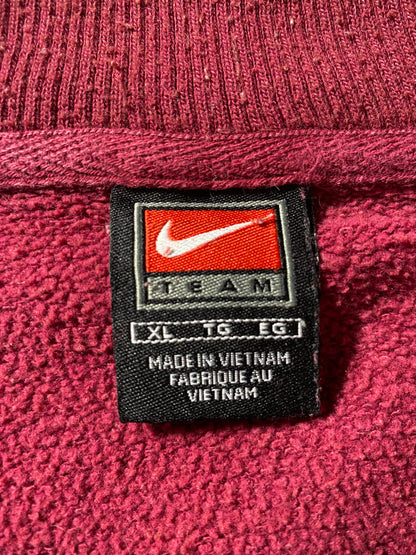 TEAM
XL TG EG
MADE IN VIETNAM
FABRIQUE AU
VIETNAM